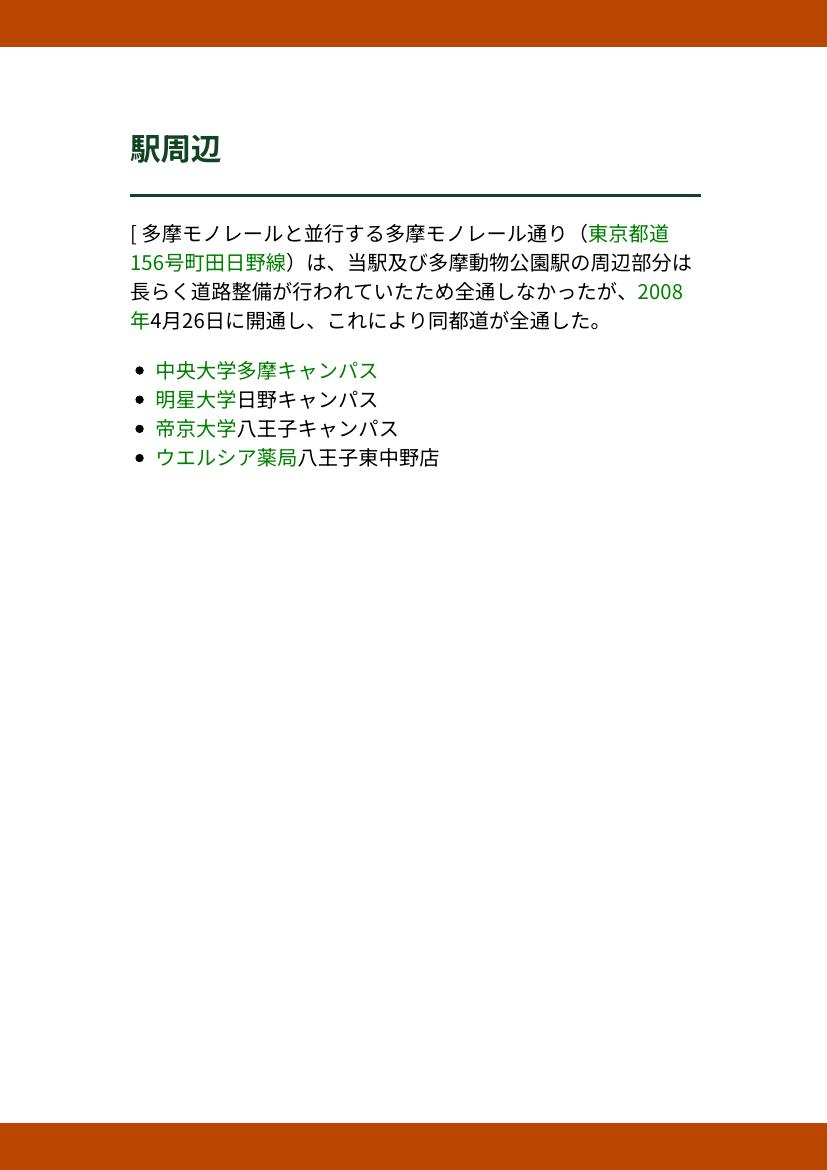 駅周辺
[ 多摩モノレールと並行する多摩モノレール通り（東京都道
156号町田日野線）は、当駅及び多摩動物公園駅の周辺部分は
長らく道路整備が行われていたため全通しなかったが、2008
年4月26日に開通し、これにより同都道が全通した。
• 中央大学多摩キャンパス
• 明星大学日野キャンパス
• 帝京大学八王子キャンパス
• ウエルシア薬局八王子東中野店